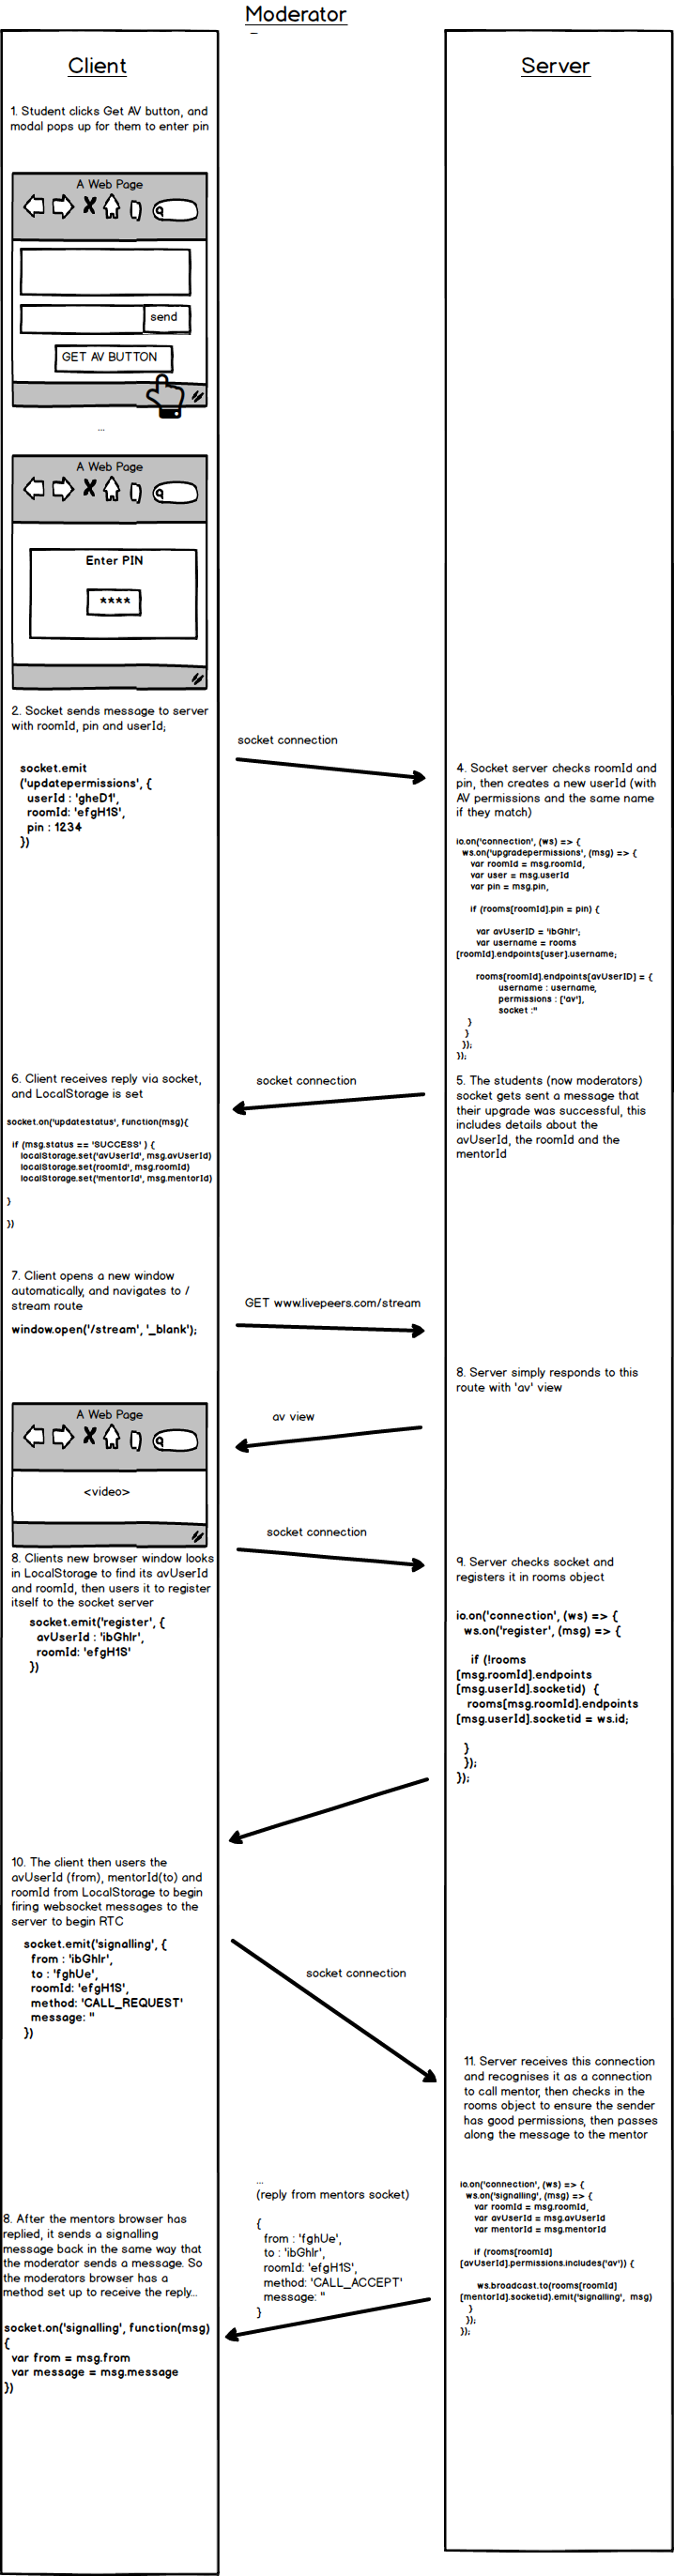 Moderator
Client
Server
1. Student clicks Get AV button, and
modal pops up for them to enter pin
A Web Page
send
GET AV BUTTON
...
A Web Page
Enter PIN
****
2. Socket sends message to server
with roomId, pin and userId;
socket.emit
('updatepermissions', {
userId : 'gheD1',
roomId: 'efgH1S',
pin : 1234
})
socket connection
4. Socket server checks roomId and
pin, then creates a new userId (with
AV permissions and the same name
if they match)
io.on('connection', (ws) => {
ws.on('upgradepermissions', (msg) => {
var roomId = msg.roomId,
var user = msg.userId
var pin = msg.pin,
if (rooms[roomId].pin = pin) {
var avUserID = 'ibGhIr';
var username = rooms
[roomId].endpoints[user].username;
rooms[roomId].endpoints[avUserID] = {
username : username,
permissions : ['av'],
socket :''
}
}
});
});
6. Client receives reply via socket,
and LocalStorage is set
socket.on('updatestatus', function(msg){
if (msg.status == 'SUCCESS' ) {
localStorage.set('avUserId', msg.avUserId)
localStorage.set(roomId', msg.roomId)
localStorage.set('mentorId', msg.mentorId)
}
})
socket connection
5. The students (now moderators)
socket gets sent a message that
their upgrade was successful, this
includes details about the
avUserId, the roomId and the
mentorId
7. Client opens a new window
automatically, and navigates to /
stream route
window.open('/stream', '_blank');
GET www.livepeers.com/stream
8. Server simply responds to this
route with 'av' view
av view
A Web Page
<video>
8. Clients new browser window looks
in LocalStorage to find its avUserId
and roomId, then users it to register
itself to the socket server
socket.emit('register', {
avUserId : 'ibGhIr',
roomId: 'efgH1S'
})
socket connection
9. Server checks socket and
registers it in rooms object
io.on('connection', (ws) => {
ws.on('register', (msg) => {
if (!rooms
[msg.roomId].endpoints
[msg.userId].socketid)  {
rooms[msg.roomId].endpoints
[msg.userId].socketid = ws.id;
}
});
});
10. The client then users the
avUserId (from), mentorId(to) and
roomId from LocalStorage to begin
firing websocket messages to the
server to begin RTC
socket.emit('signalling', {
from : 'ibGhIr',
to : 'fghUe',
roomId: 'efgH1S',
method: 'CALL_REQUEST'
message: ''
})
socket connection
11. Server receives this connection
and recognises it as a connection
to call mentor, then checks in the
rooms object to ensure the sender
has good permissions, then passes
along the message to the mentor
io.on('connection', (ws) => {
ws.on('signalling', (msg) => {
var roomId = msg.roomId,
var avUserId = msg.avUserId
var mentorId = msg.mentorId
if (rooms[roomId]
[avUserId].permissions.includes('av')) {
ws.broadcast.to(rooms[roomId]
[mentorId].socketid).emit('signalling',  msg)
}
});
});
...
(reply from mentors socket)
{
from : 'fghUe',
to : 'ibGhIr',
roomId: 'efgH1S',
method: 'CALL_ACCEPT'
message: ''
}
8. After the mentors browser has
replied, it sends a signalling
message back in the same way that
the moderator sends a message. So
the moderators browser has a
method set up to receive the reply...
socket.on('signalling', function(msg)
{
var from = msg.from
var message = msg.message
})